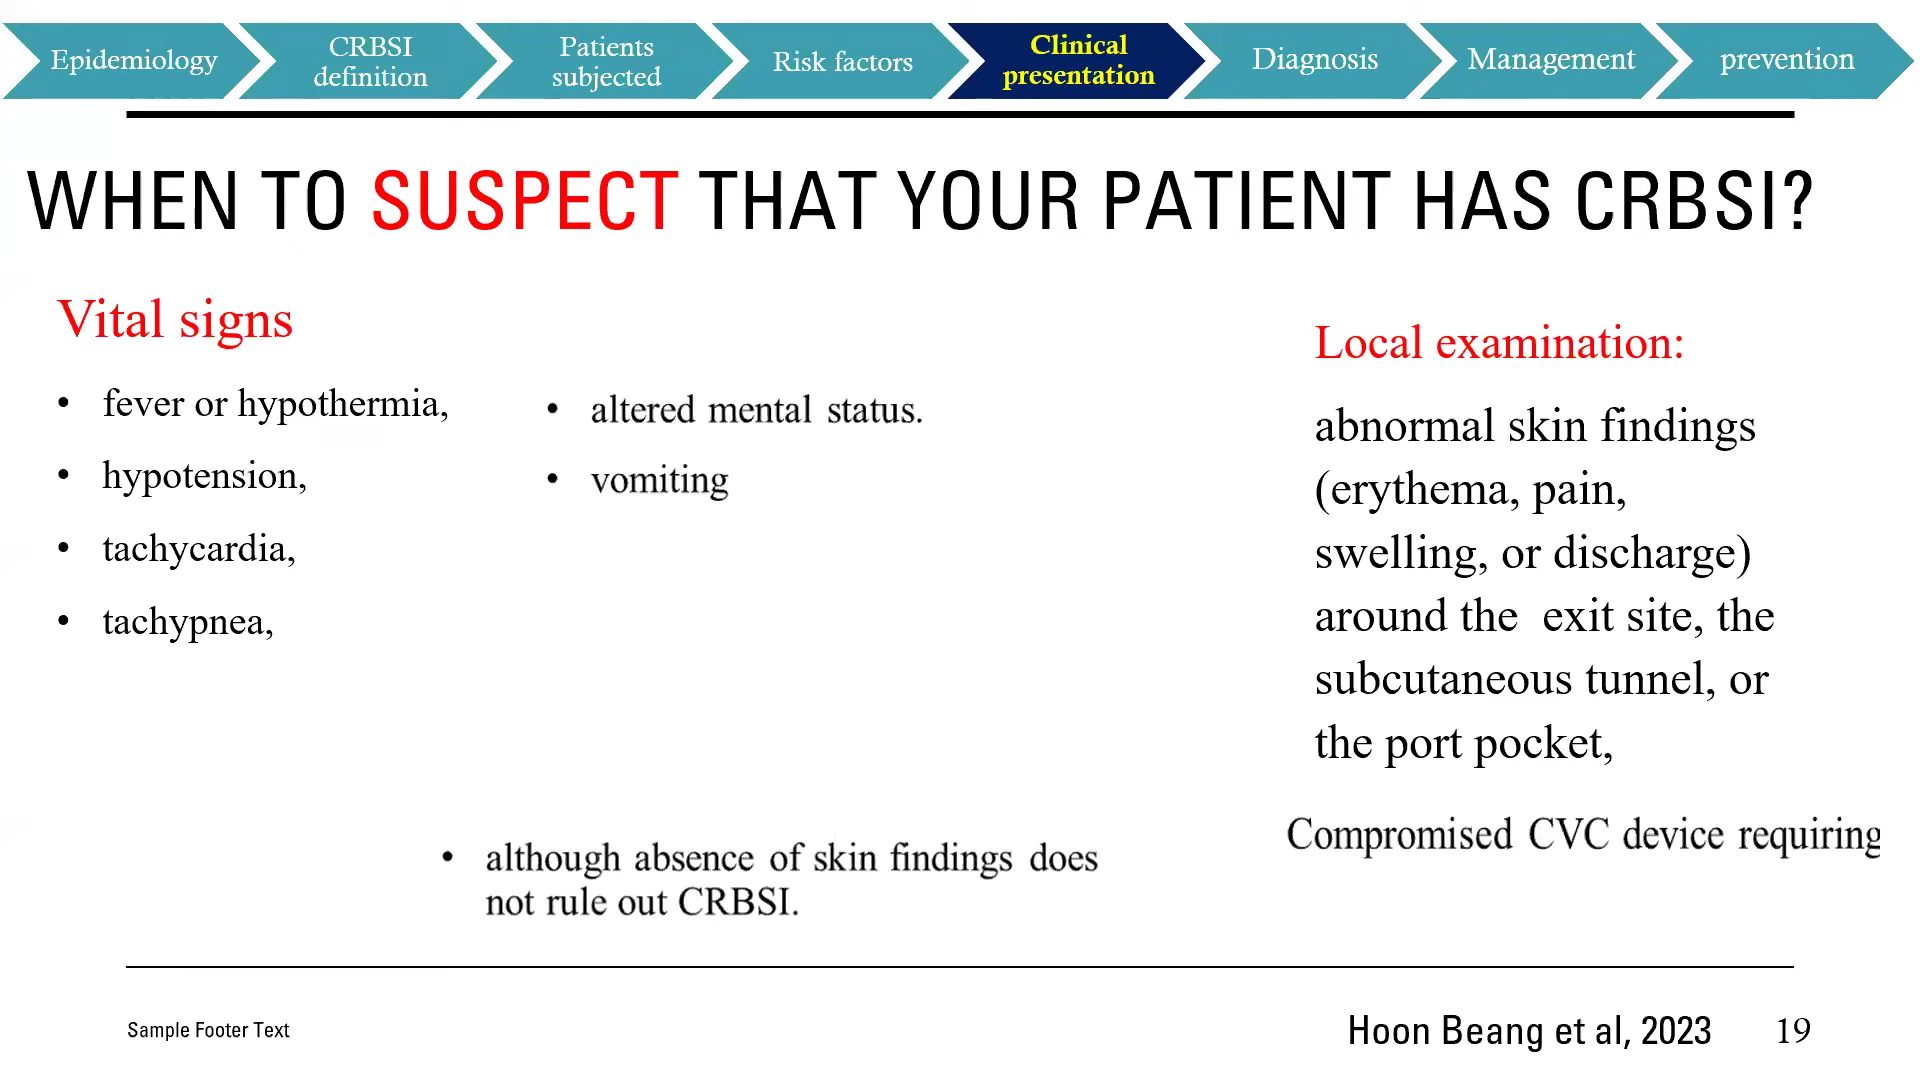 Epidemiology
CRBSI
definition
Patients
subjected
Risk factors
Clinical
presentation
Diagnosis
Management
prevention
WHEN TO SUSPECT THAT YOUR PATIENT HAS CRBSI?
Vital signs
• fever or hypothermia,
• hypotension,
• tachycardia,
• tachypnea,
• altered mental status.
• vomiting
Local examination:
abnormal skin findings
(erythema, pain,
swelling, or discharge)
around the exit site, the
subcutaneous tunnel, or
the port pocket,
Compromised CVC device requiring
• although absence of skin findings does
not rule out CRBSI.
Sample Footer Text
Hoon Beang et al, 2023
19